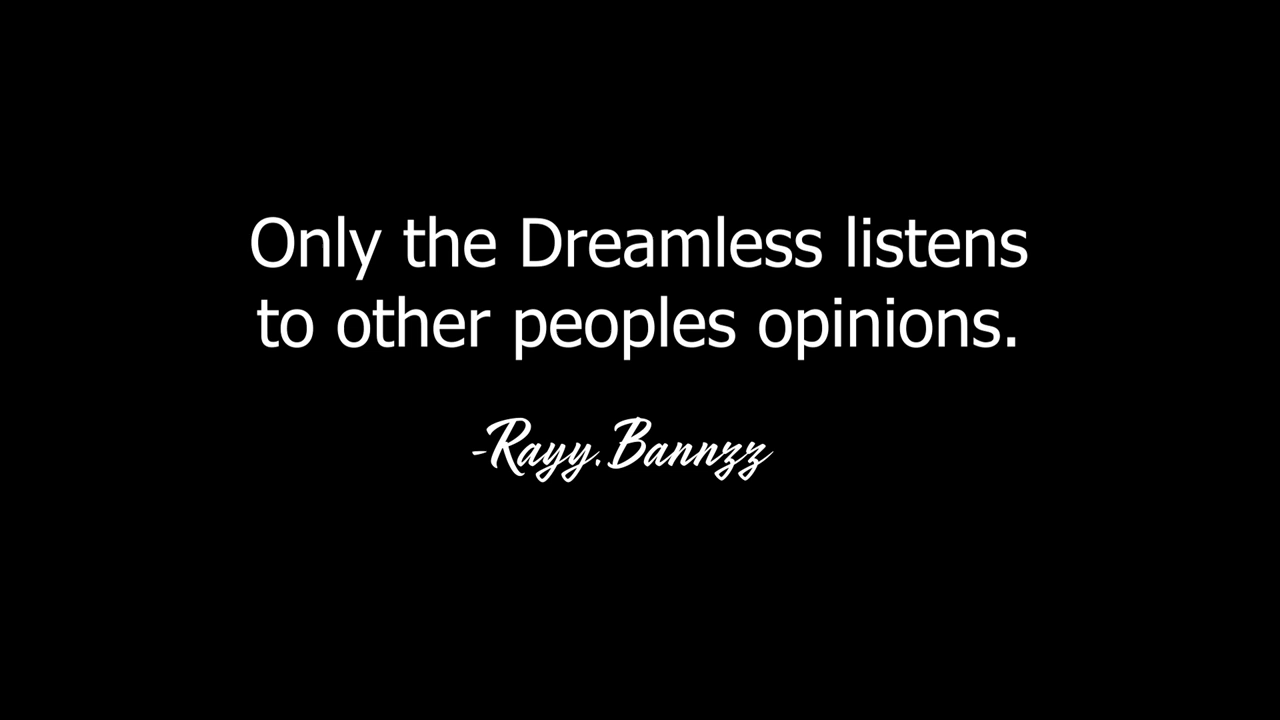 Only the Dreamless listens
to other peoples opinions.
-Rayy.Bannzz